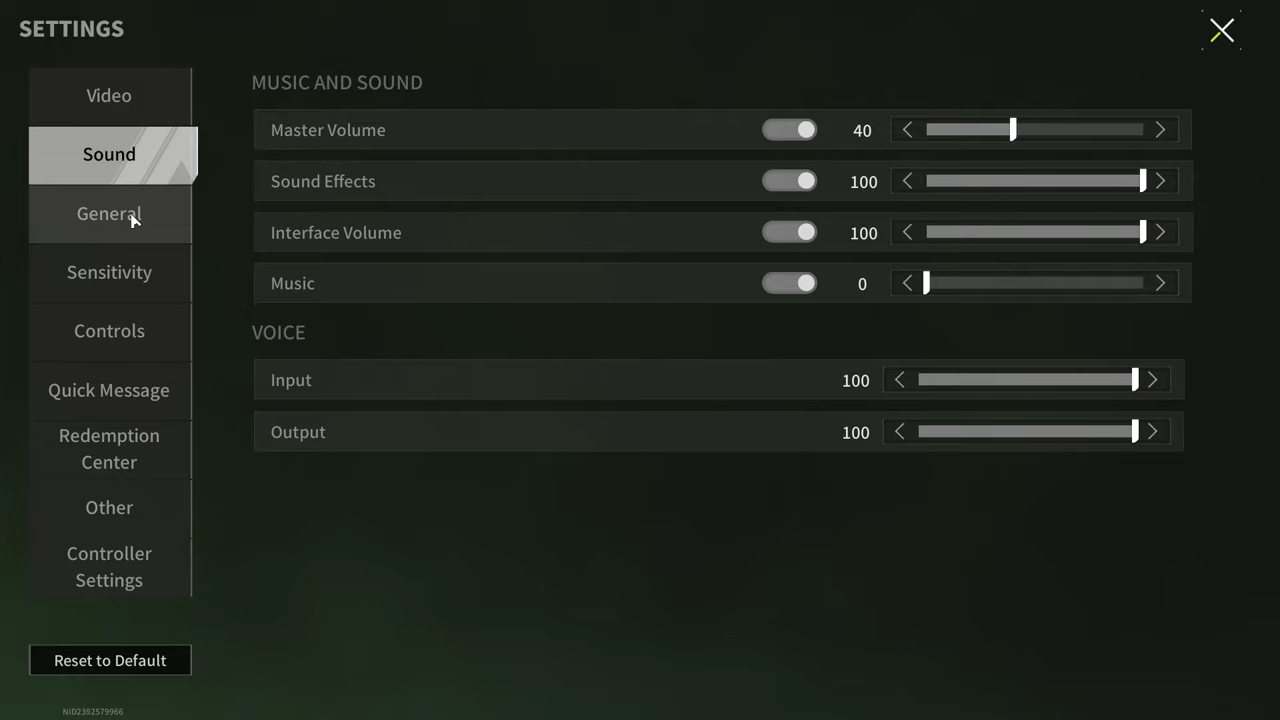 SETTINGS
Video
Sound
General
Sensitivity
Controls
Quick Message
Redemption
Center
Other
Controller
Settings
Reset to Default
NID2392579966
MUSIC AND SOUND
Master Volume 40
Sound Effects 100
Interface Volume 100
Music 0
VOICE
Input 100
Output 100